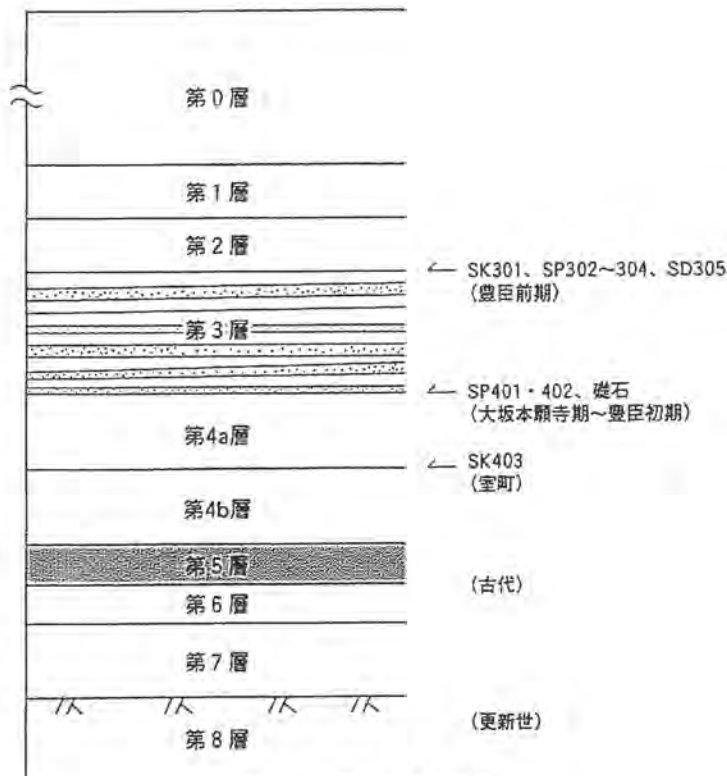 第0層
第1層
第2層
SK301、SP302〜304、SD305
(豊臣前期)
第3層
SP401・402、礎石
(大坂本願寺期〜豊臣初期)
第4a層
SK403
(室町)
第4b層
第5層
(古代)
第6層
第7層
(更新世)
第8層